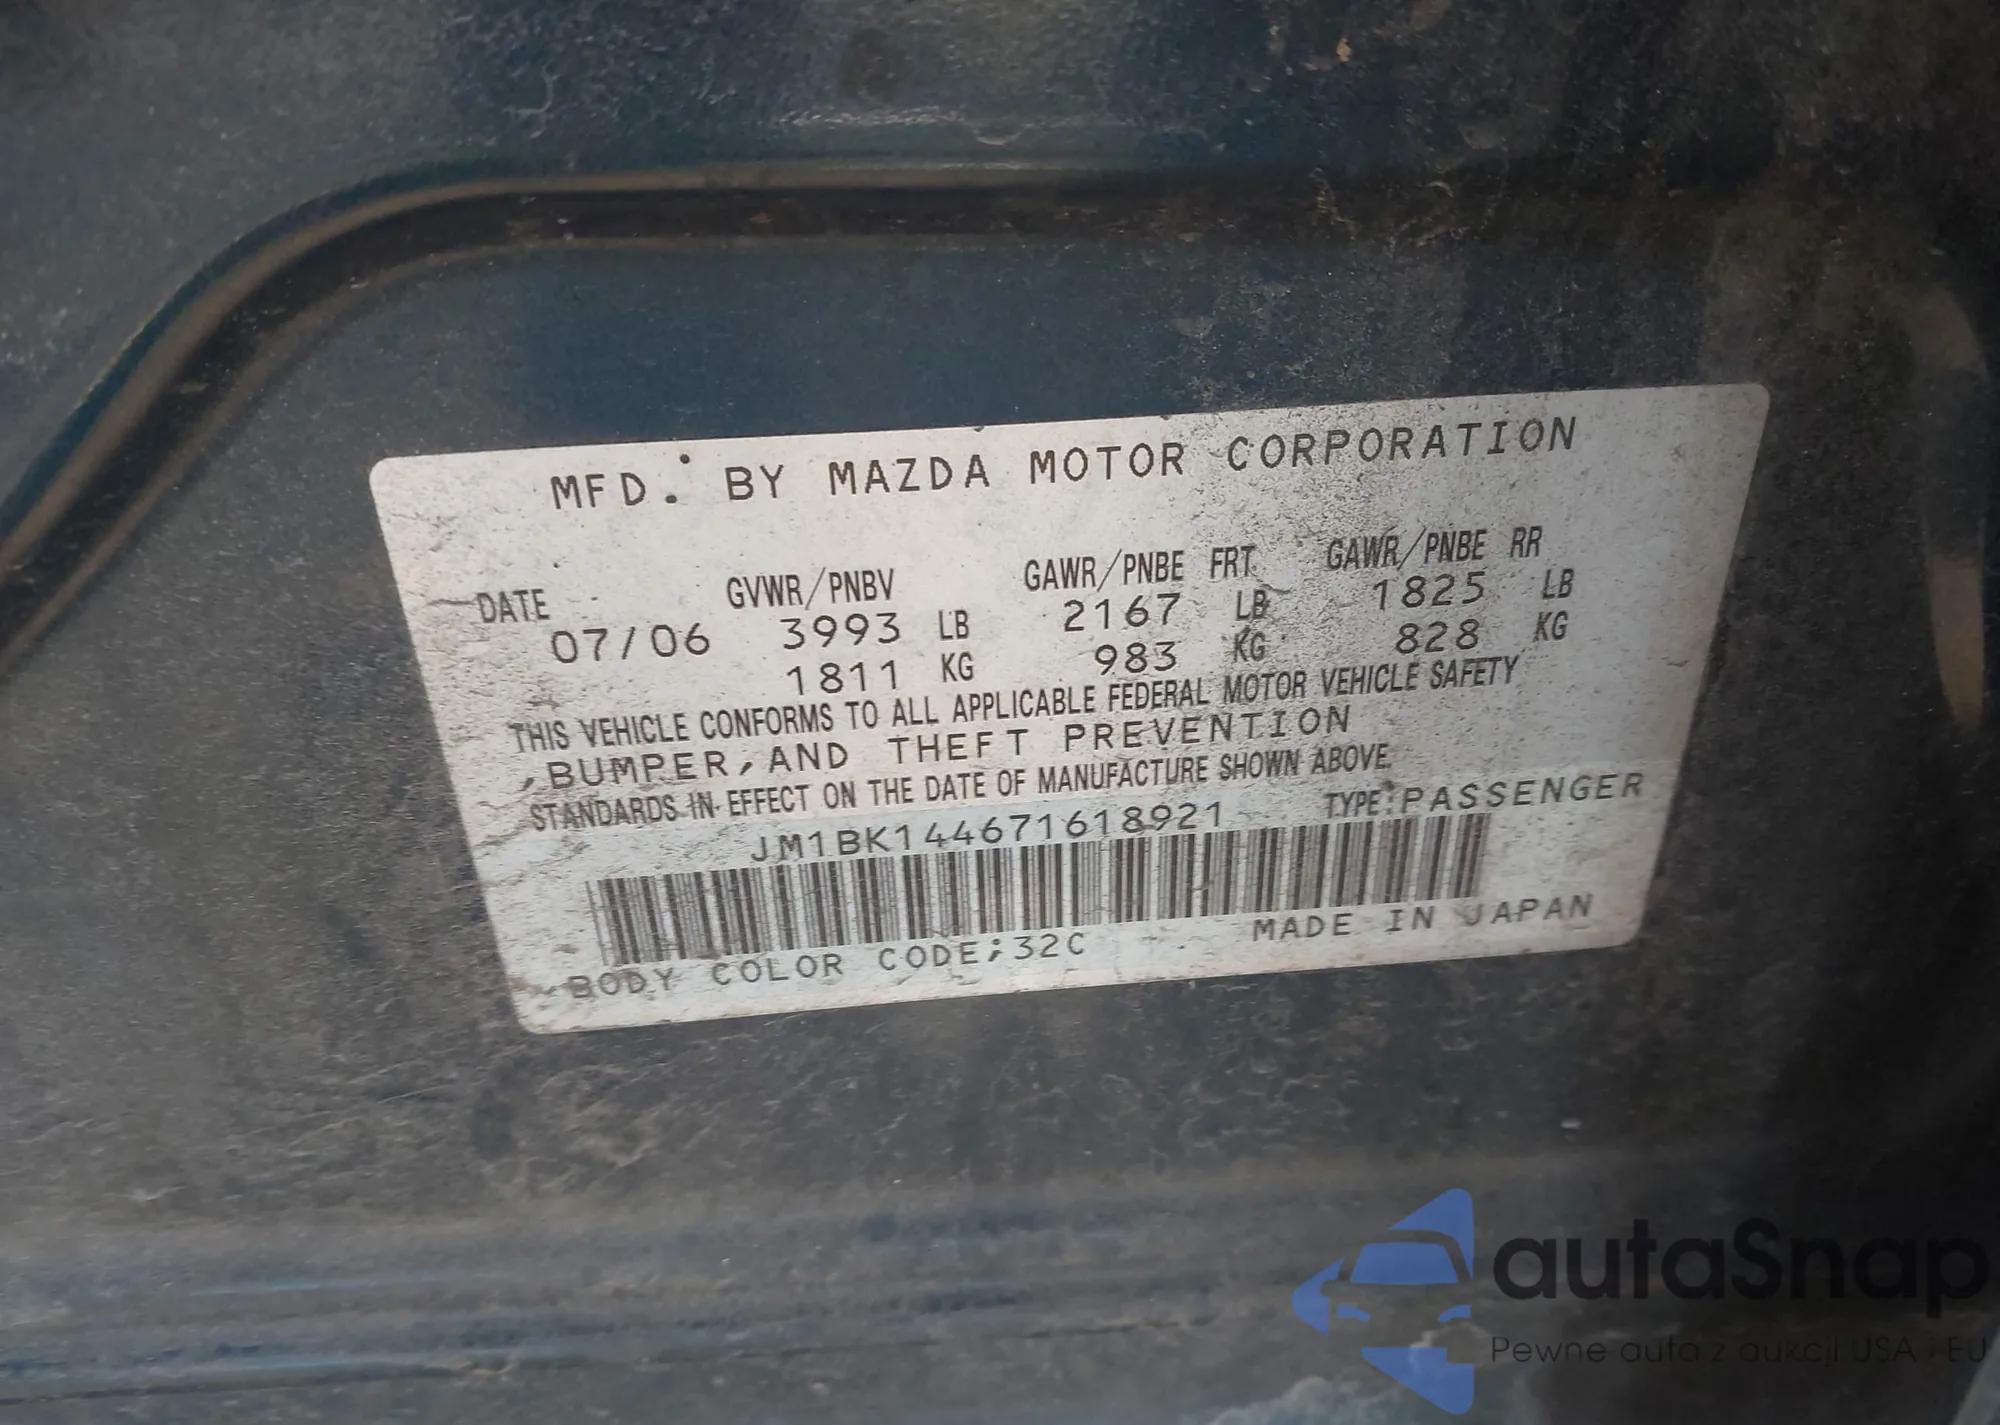 MFD. BY MAZDA MOTOR CORPORATION
DATE GVWR/PNBV GAWR/PNBE FRT GAWR/PNBE RR
07/06 3993 LB 2167 LB 1825 LB
1811 KG 983 KG 828 KG
THIS VEHICLE CONFORMS TO ALL APPLICABLE FEDERAL MOTOR VEHICLE SAFETY
,BUMPER,AND THEFT PREVENTION
STANDARDS IN EFFECT ON THE DATE OF MANUFACTURE SHOWN ABOVE.
JM1BK144671618921 TYPE:PASSENGER
BODY COLOR CODE;32C MADE IN JAPAN
autaSnap
Pewne auta z aukcji USA i EU